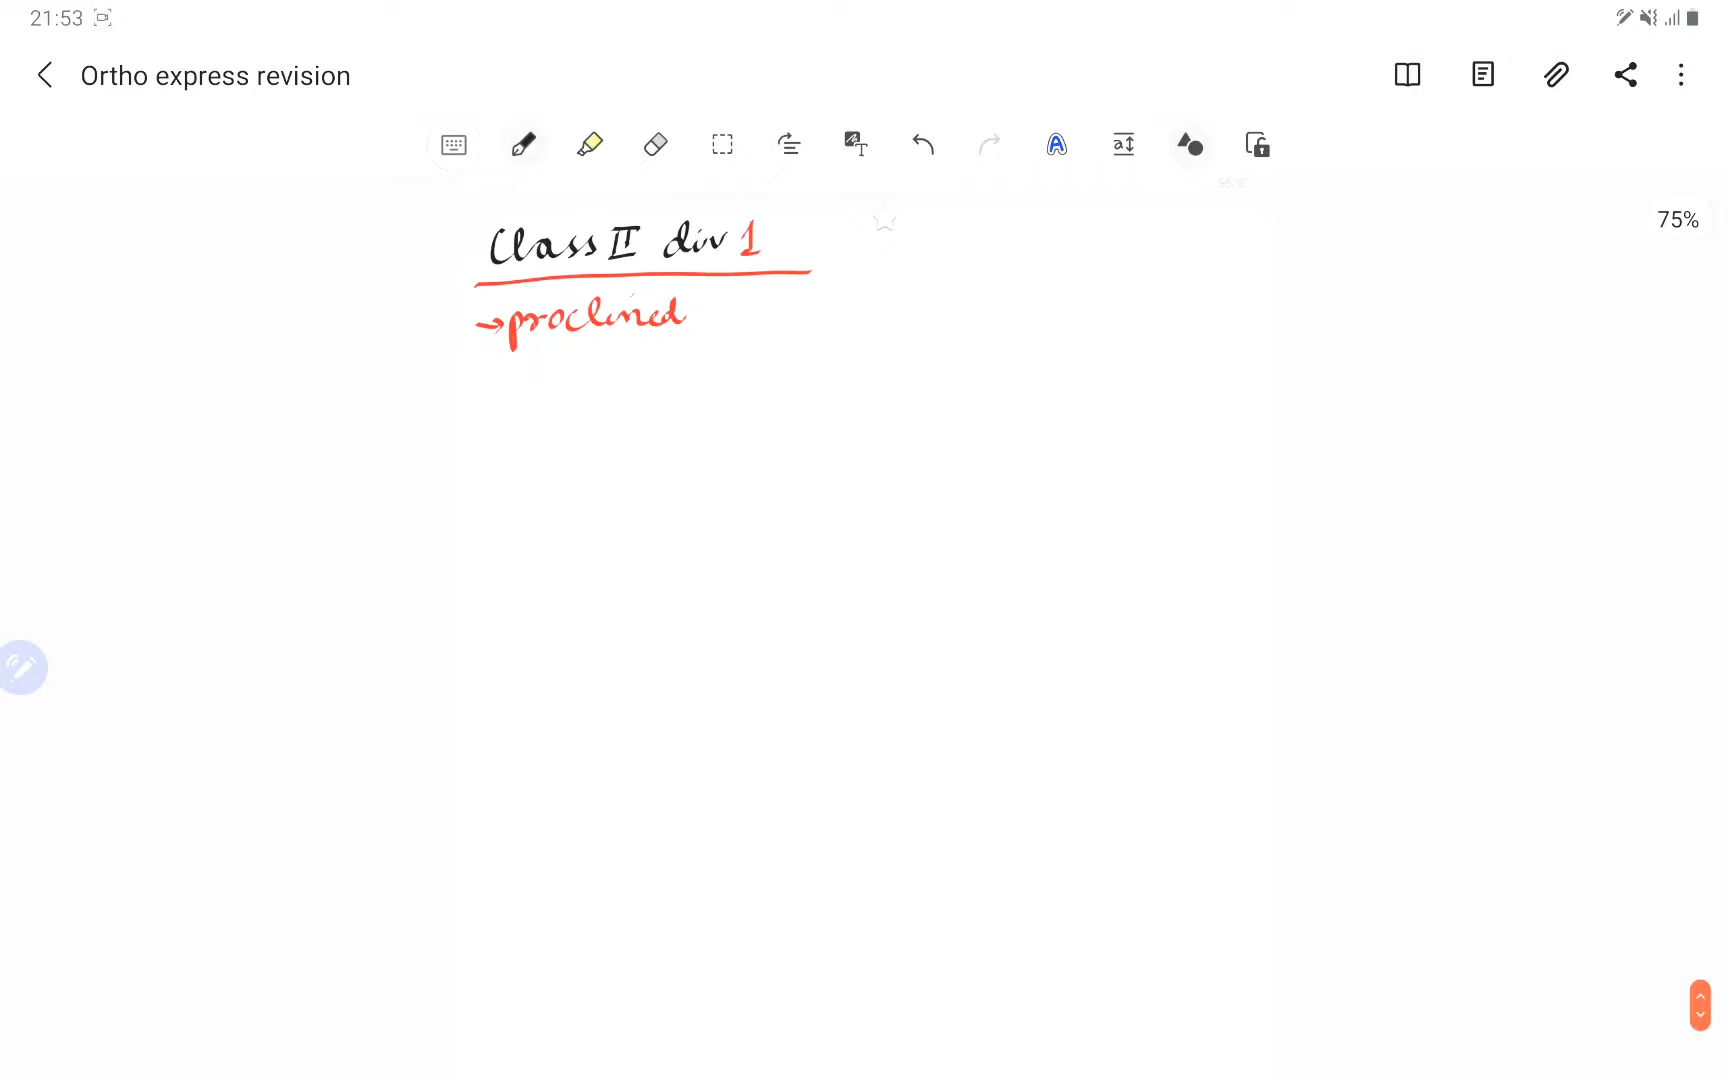 21:53
Ortho express revision
75%
Class II div 1
→proclined